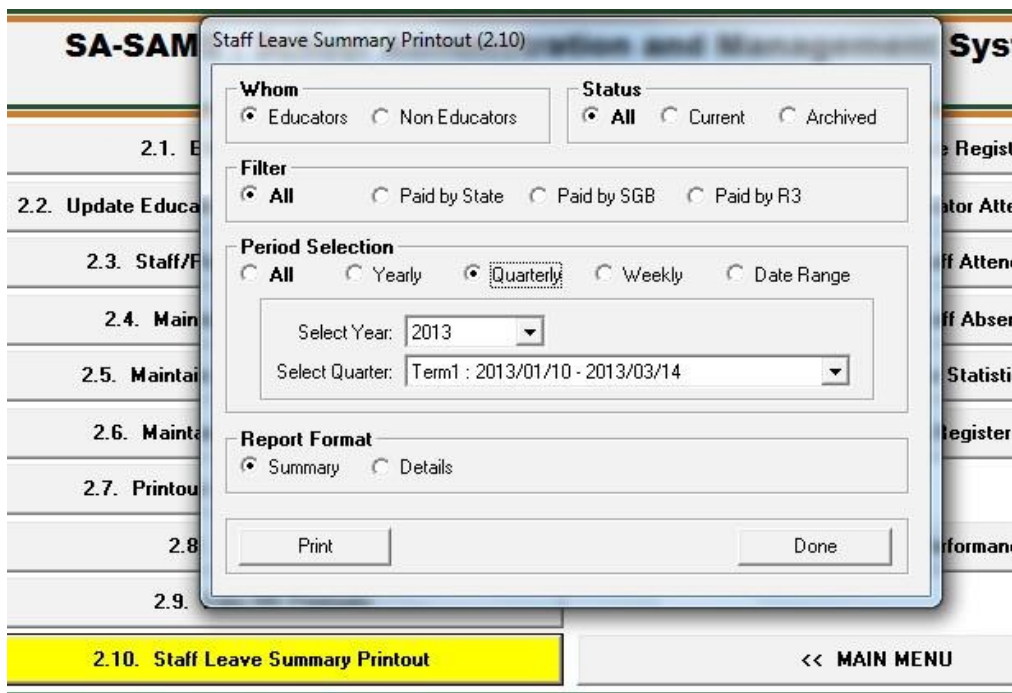 SA-SAM
Syst
Staff Leave Summary Printout (2.10)
Whom
Educators Non Educators
Status
All Current Archived
Filter
All Paid by State Paid by SGB Paid by R3
Period Selection
All Yearly Quarterly Weekly Date Range
Select Year: 2013
Select Quarter: Term1 : 2013/01/10 - 2013/03/14
Report Format
Summary Details
Print Done
2.1. E
2.2. Update Educa
2.3. Staff/F
2.4. Main
2.5. Maintai
2.6. Mainta
2.7. Printou
2.8
2.9.
2.10. Staff Leave Summary Printout
e Regist
ator Atte
ff Attend
ff Abser
Statisti
Register
rforman
<< MAIN MENU